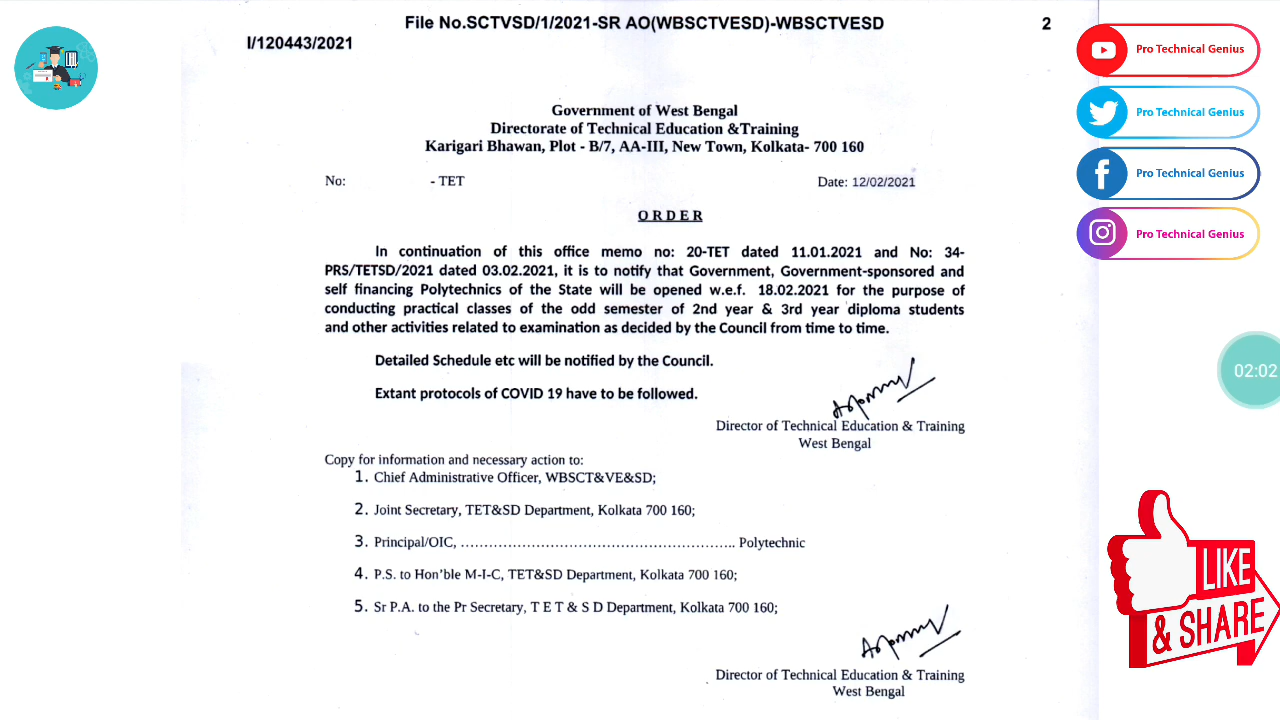 File No.SCTVSD/1/2021-SR AO(WBSCTVESD)-WBSCTVESD
2
I/120443/2021
Government of West Bengal
Directorate of Technical Education &Training
Karigari Bhawan, Plot - B/7, AA-III, New Town, Kolkata- 700 160
No: - TET
Date: 12/02/2021
O R D E R
In continuation of this office memo no: 20-TET dated 11.01.2021 and No: 34-
PRS/TETSD/2021 dated 03.02.2021, it is to notify that Government, Government-sponsored and
self financing Polytechnics of the State will be opened w.e.f. 18.02.2021 for the purpose of
conducting practical classes of the odd semester of 2nd year & 3rd year diploma students
and other activities related to examination as decided by the Council from time to time.
Detailed Schedule etc will be notified by the Council.
Extant protocols of COVID 19 have to be followed.
Director of Technical Education & Training
West Bengal
Copy for information and necessary action to:
1. Chief Administrative Officer, WBSCT&VE&SD;
2. Joint Secretary, TET&SD Department, Kolkata 700 160;
3. Principal/OIC, …………………………………………….. Polytechnic
4. P.S. to Hon’ble M-I-C, TET&SD Department, Kolkata 700 160;
5. Sr P.A. to the Pr Secretary, T E T & S D Department, Kolkata 700 160;
Director of Technical Education & Training
West Bengal
Pro Technical Genius
Pro Technical Genius
Pro Technical Genius
Pro Technical Genius
02:02
LIKE
& SHARE